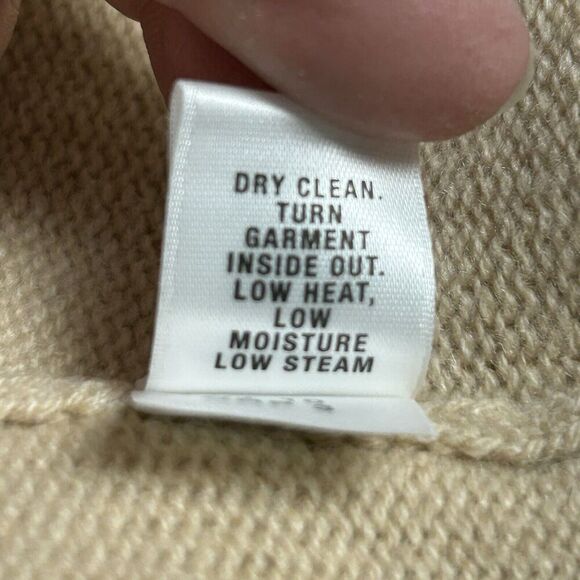 DRY CLEAN.
TURN
GARMENT
INSIDE OUT.
LOW HEAT,
LOW
MOISTURE
LOW STEAM